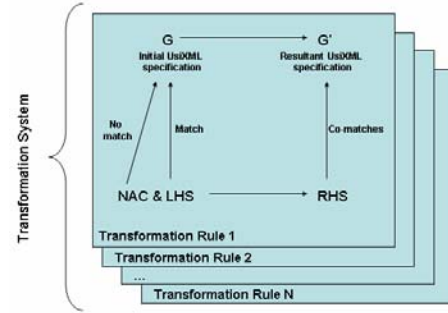 G
G'
Initial UsiXML
specification
Resultant UsiXML
specification
No
match
Match
Co-matches
NAC & LHS
RHS
Transformation System
Transformation Rule 1
Transformation Rule 2
...
Transformation Rule N